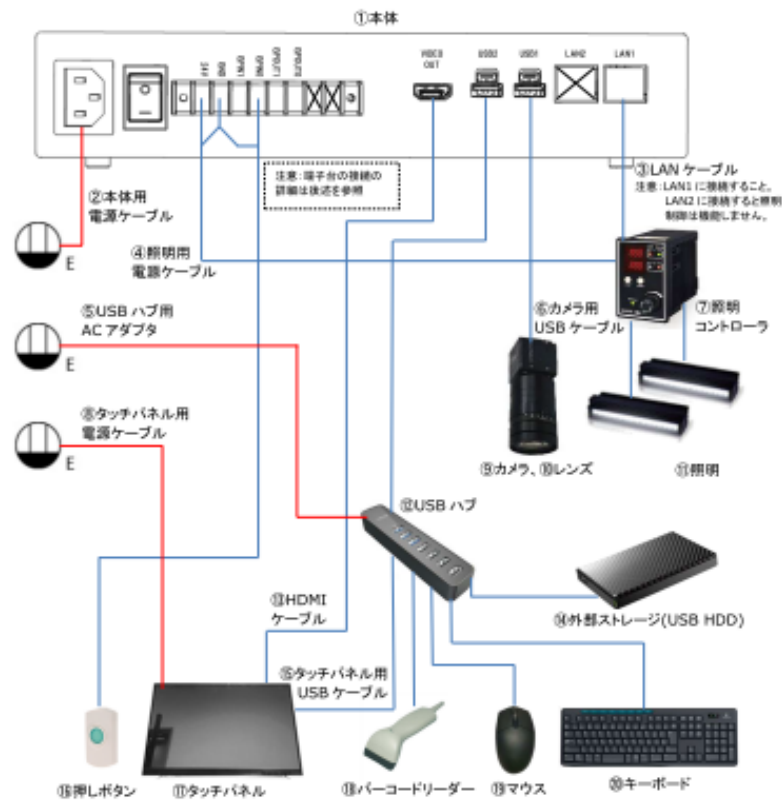 ①本体
24V
GND
GPIN1
GPIN0
GPOUT1
GPOUT0
VIDEO
OUT
USB2
USB1
LAN2
LAN1
注意:端子台の接続の
詳細は後述を参照
③LAN ケーブル
注意:LAN1 に接続すること。
LAN2 に接続すると照明
制御は機能しません。
②本体用
電源ケーブル
E
④照明用
電源ケーブル
⑤USB ハブ用
AC アダプタ
E
⑥カメラ用
USB ケーブル
⑦照明
コントローラ
⑧タッチパネル用
電源ケーブル
E
⑨カメラ、⑩レンズ
⑪照明
⑫USB ハブ
⑬HDMI
ケーブル
⑭外部ストレージ(USB HDD)
⑮タッチパネル用
USB ケーブル
⑯押しボタン
⑰タッチパネル
⑱バーコードリーダー
⑲マウス
⑳キーボード